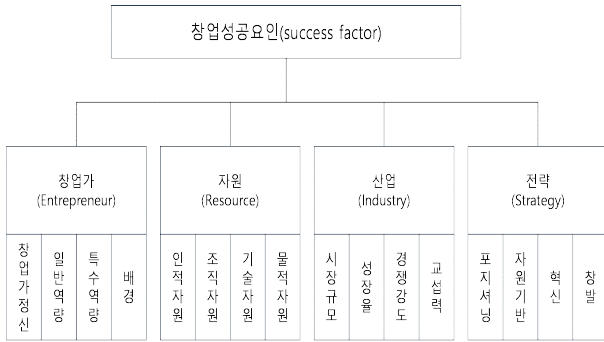 창업성공요인(success factor)
창업가
(Entrepreneur)
자원
(Resource)
산업
(Industry)
전략
(Strategy)
창업가정신
일반역량
특수역량
배경
인적자원
조직자원
기술자원
물적자원
시장규모
성장율
경쟁강도
교섭력
포지셔닝
자원기반
혁신
창발